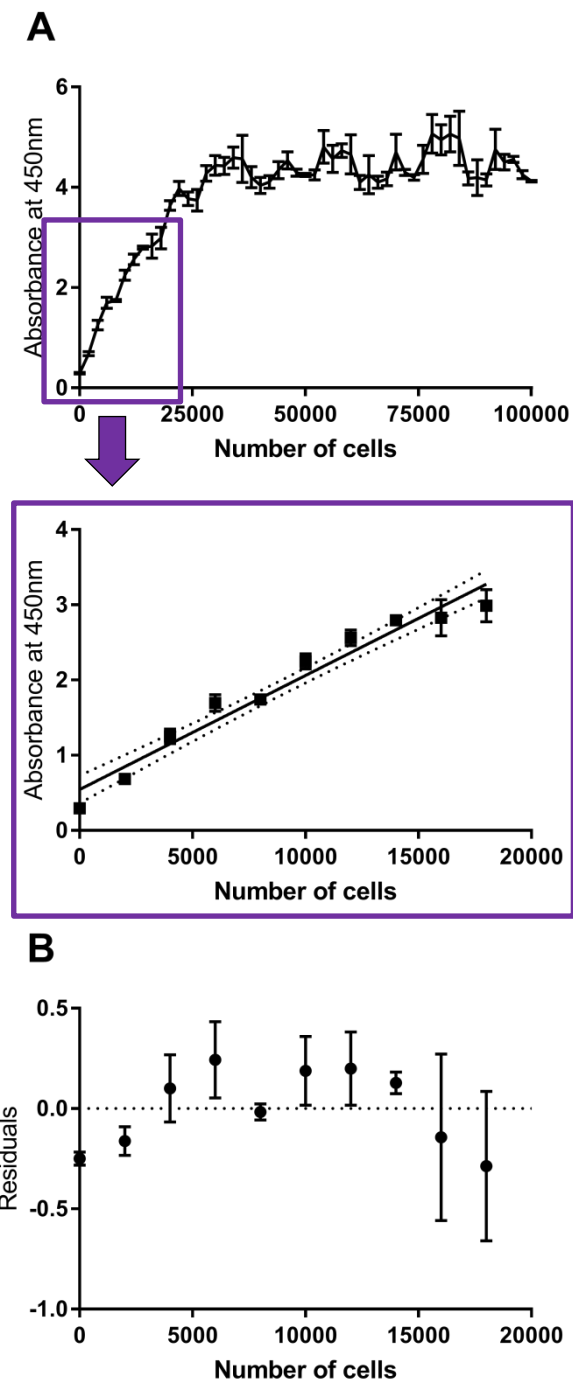 A
Absorbance at 450nm
6
4
2
0
0 25000 50000 75000 100000
Number of cells
Absorbance at 450nm
4
3
2
1
0
0 5000 10000 15000 20000
Number of cells
B
Residuals
0.5
0.0
-0.5
-1.0
0 5000 10000 15000 20000
Number of cells